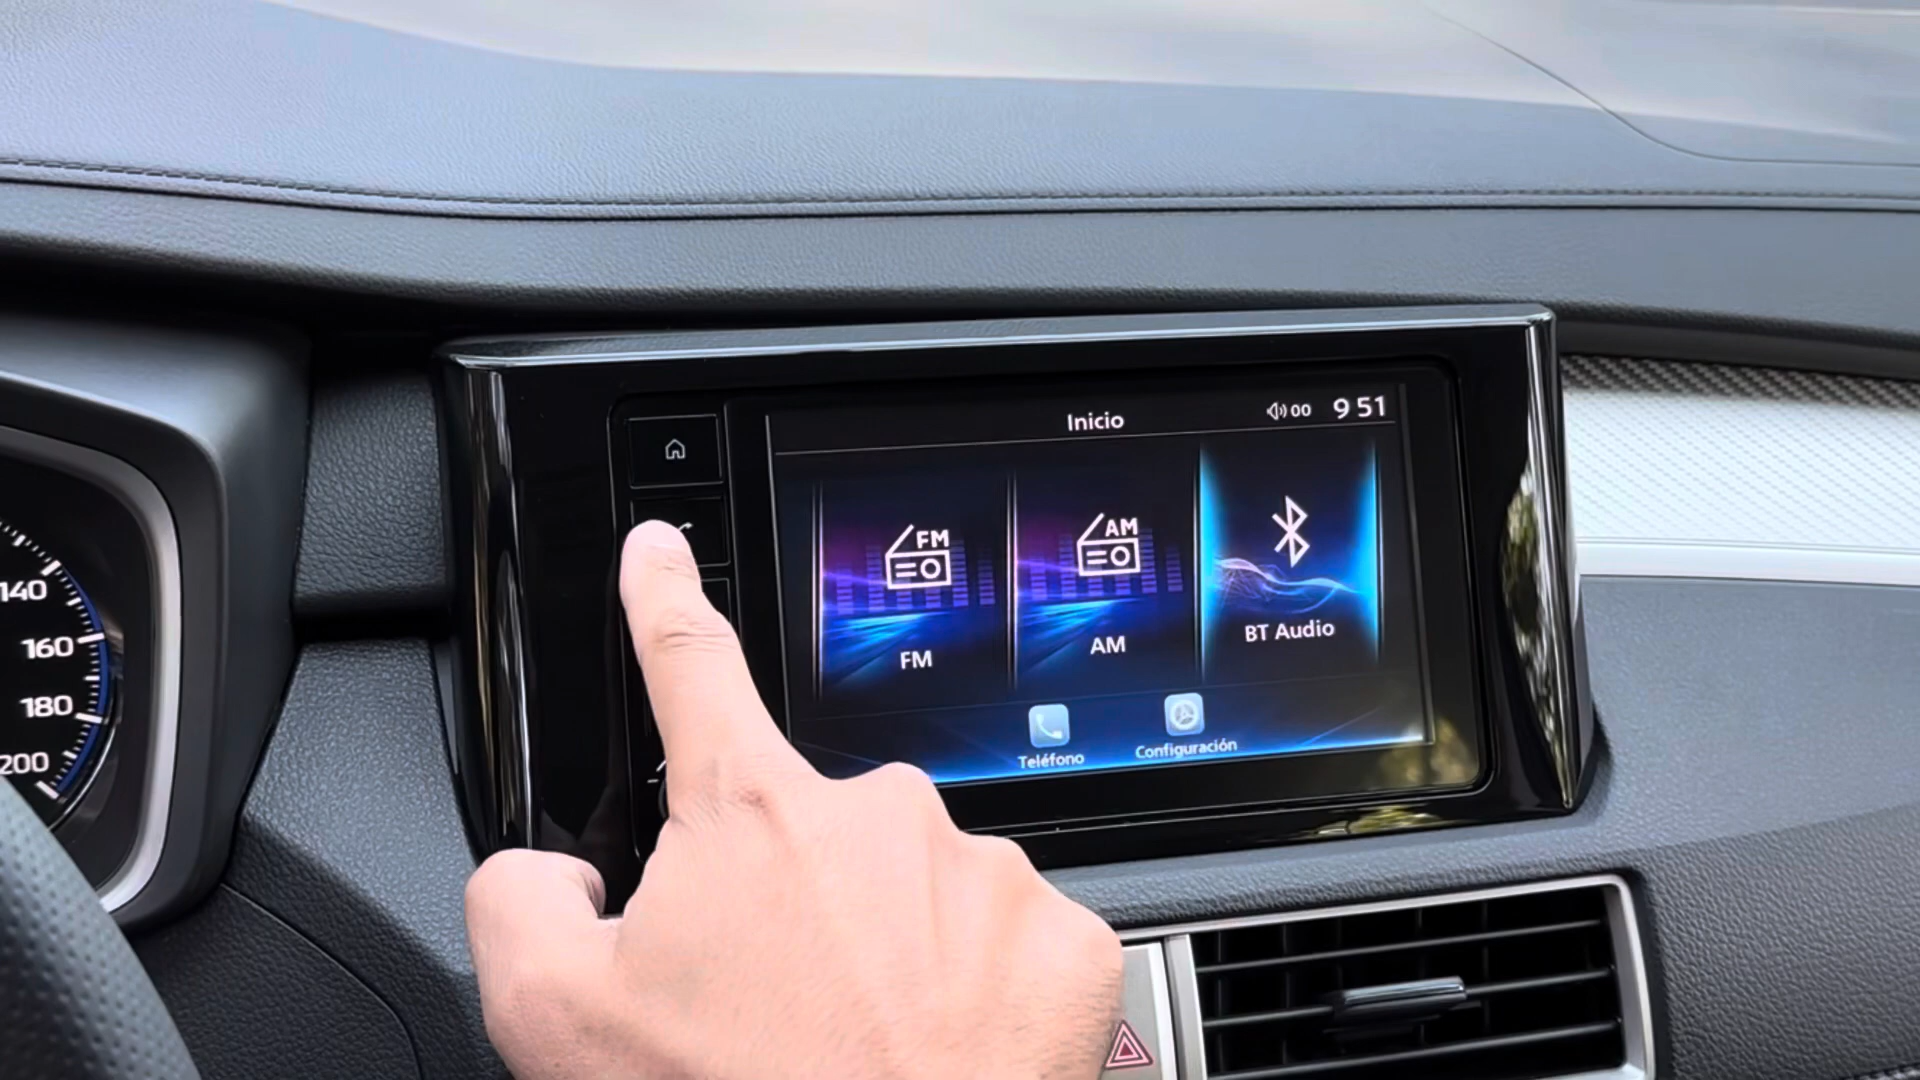 Inicio
00
9 51
FM
AM
FM
AM
BT Audio
Teléfono
Configuración
140
160
180
200